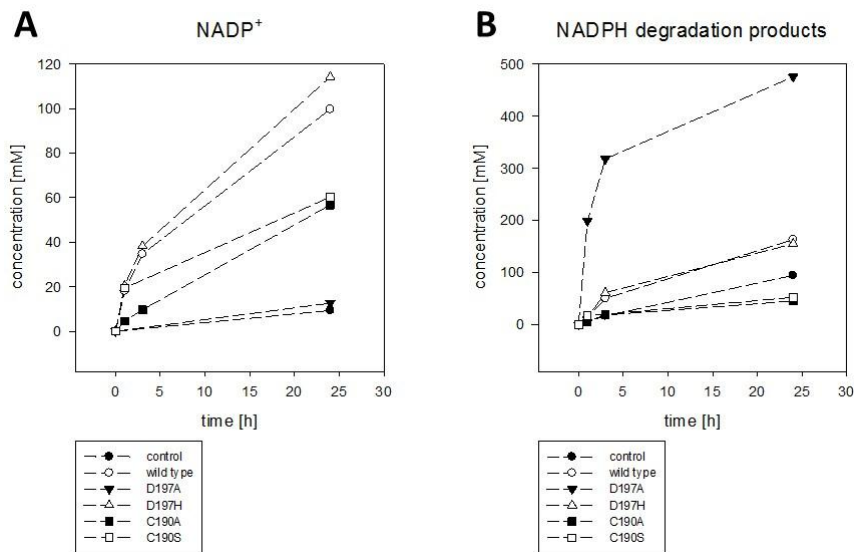 A
NADP+
120
100
80
60
40
20
0
concentration [mM]
0 5 10 15 20 25 30
time [h]
control
wild type
D197A
D197H
C190A
C190S
B
NADPH degradation products
500
400
300
200
100
0
concentration [mM]
0 5 10 15 20 25 30
time [h]
control
wild type
D197A
D197H
C190A
C190S